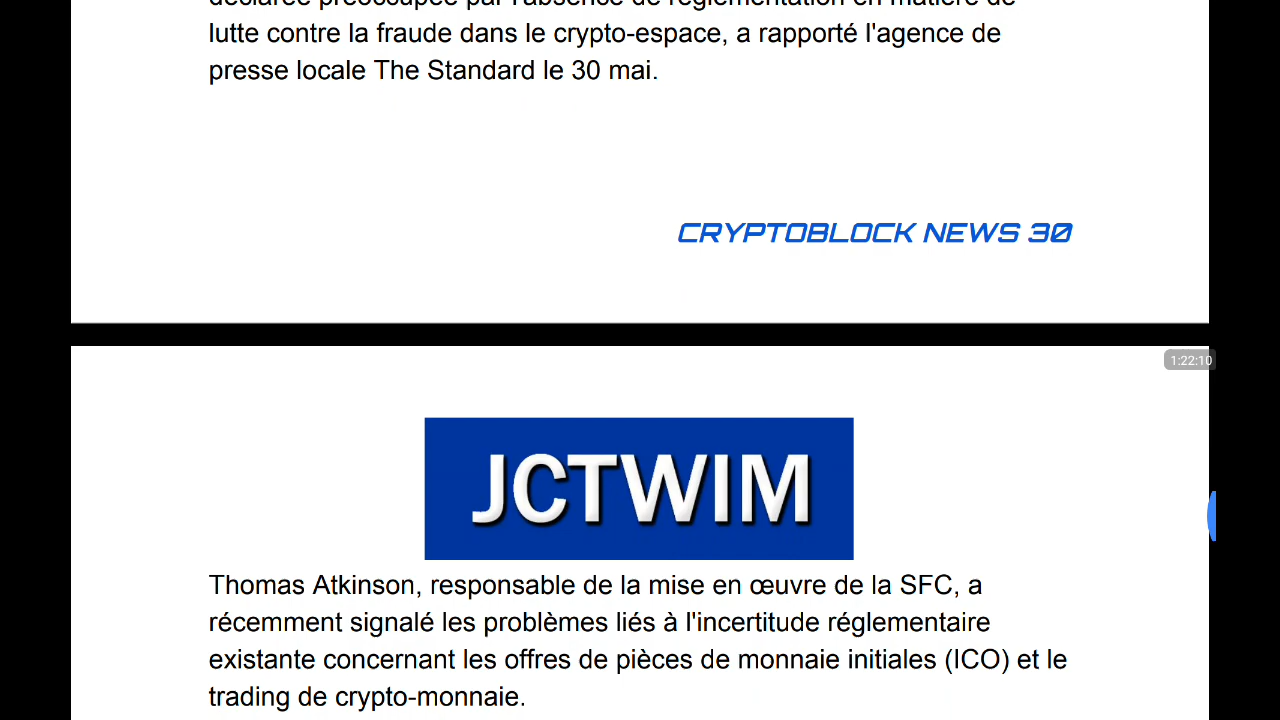 déclarée préoccupée par l'absence de réglementation en matière de
lutte contre la fraude dans le crypto-espace, a rapporté l'agence de
presse locale The Standard le 30 mai.
CRYPTOBLOCK NEWS 30
1:22:10
JCTWIM
Thomas Atkinson, responsable de la mise en œuvre de la SFC, a
récemment signalé les problèmes liés à l'incertitude réglementaire
existante concernant les offres de pièces de monnaie initiales (ICO) et le
trading de crypto-monnaie.